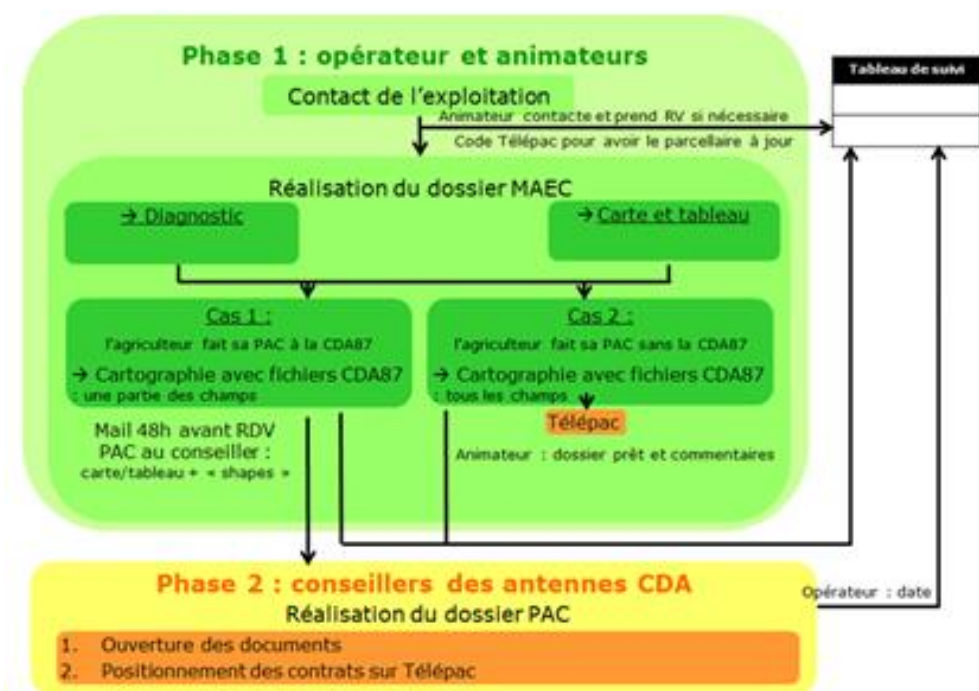 Phase 1 : opérateur et animateurs
Contact de l'exploitation
Tableau de suivi
Animateur contacte et prend RV si nécessaire
Code Télépac pour avoir le parcellaire à jour
Réalisation du dossier MAEC
→ Diagnostic
→ Carte et tableau
Cas 1 :
l'agriculteur fait sa PAC à la CDA87
→ Cartographie avec fichiers CDA87
: une partie des champs
Cas 2 :
l'agriculteur fait sa PAC sans la CDA87
→ Cartographie avec fichiers CDA87
: tous les champs
Télépac
Animateur : dossier prêt et commentaires
Mail 48h avant RDV
PAC au conseiller :
carte/tableau + « shapes »
Phase 2 : conseillers des antennes CDA
Réalisation du dossier PAC
1. Ouverture des documents
2. Positionnement des contrats sur Télépac
Opérateur : date